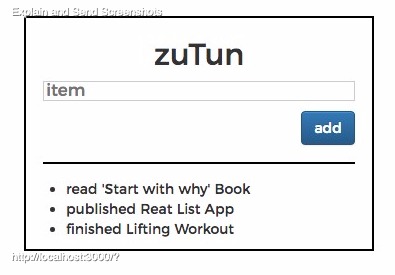 Explain and Send Screenshots
zuTun
item
add
read 'Start with why' Book
published Reat List App
finished Lifting Workout
http://localhost:3000/?